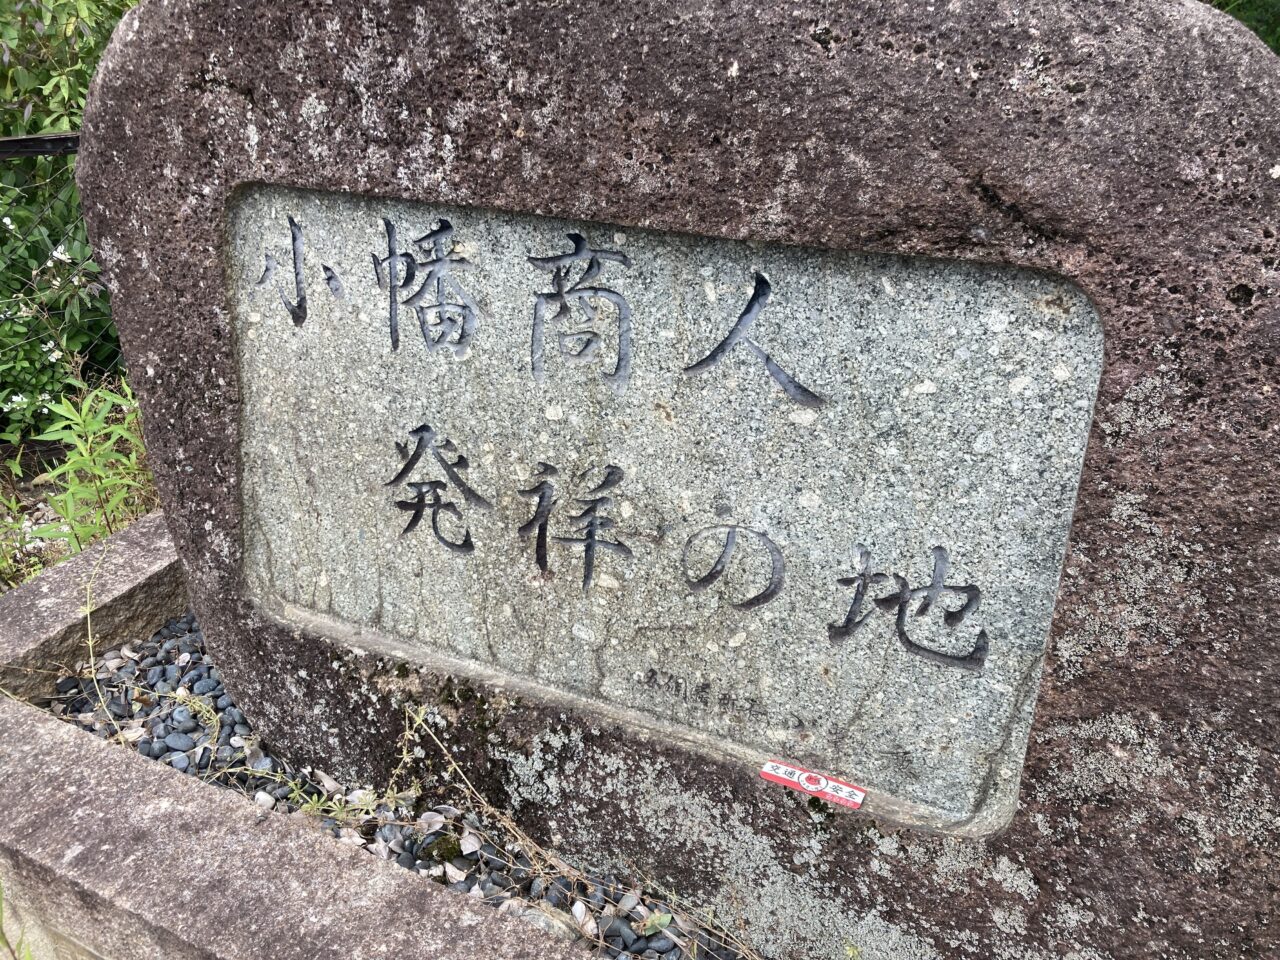 小幡商人
発祥の地
交通安全